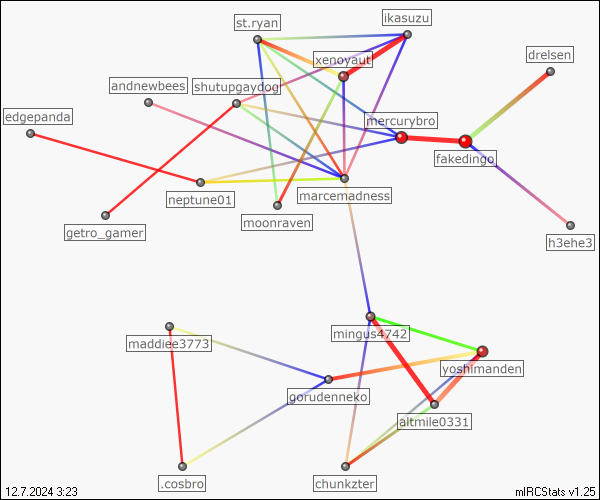 ikasuzu
st.ryan
drelsen
xenoyaut
andnewbees
shutupgaydog
edgepanda
mercurybro
fakedingo
marcemadness
neptune01
moonraven
getro_gamer
h3ehe3
mingus4742
maddiee3773
yoshimanden
gorudenneko
altmile0331
.cosbro
chunkzter
12.7.2024 3:23
mIRCStats v1.25